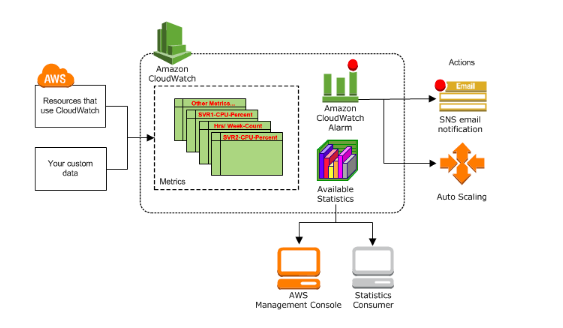 Amazon
CloudWatch
Actions
AWS
Resources that
use CloudWatch
Your custom
data
Other Metrics...
SVR1-CPU-Percent
Hrs/ Week-Count
SVR2-CPU-Percent
Metrics
Amazon
CloudWatch
Alarm
Available
Statistics
Email
SNS email
notification
Auto Scaling
AWS
Management Console
Statistics
Consumer